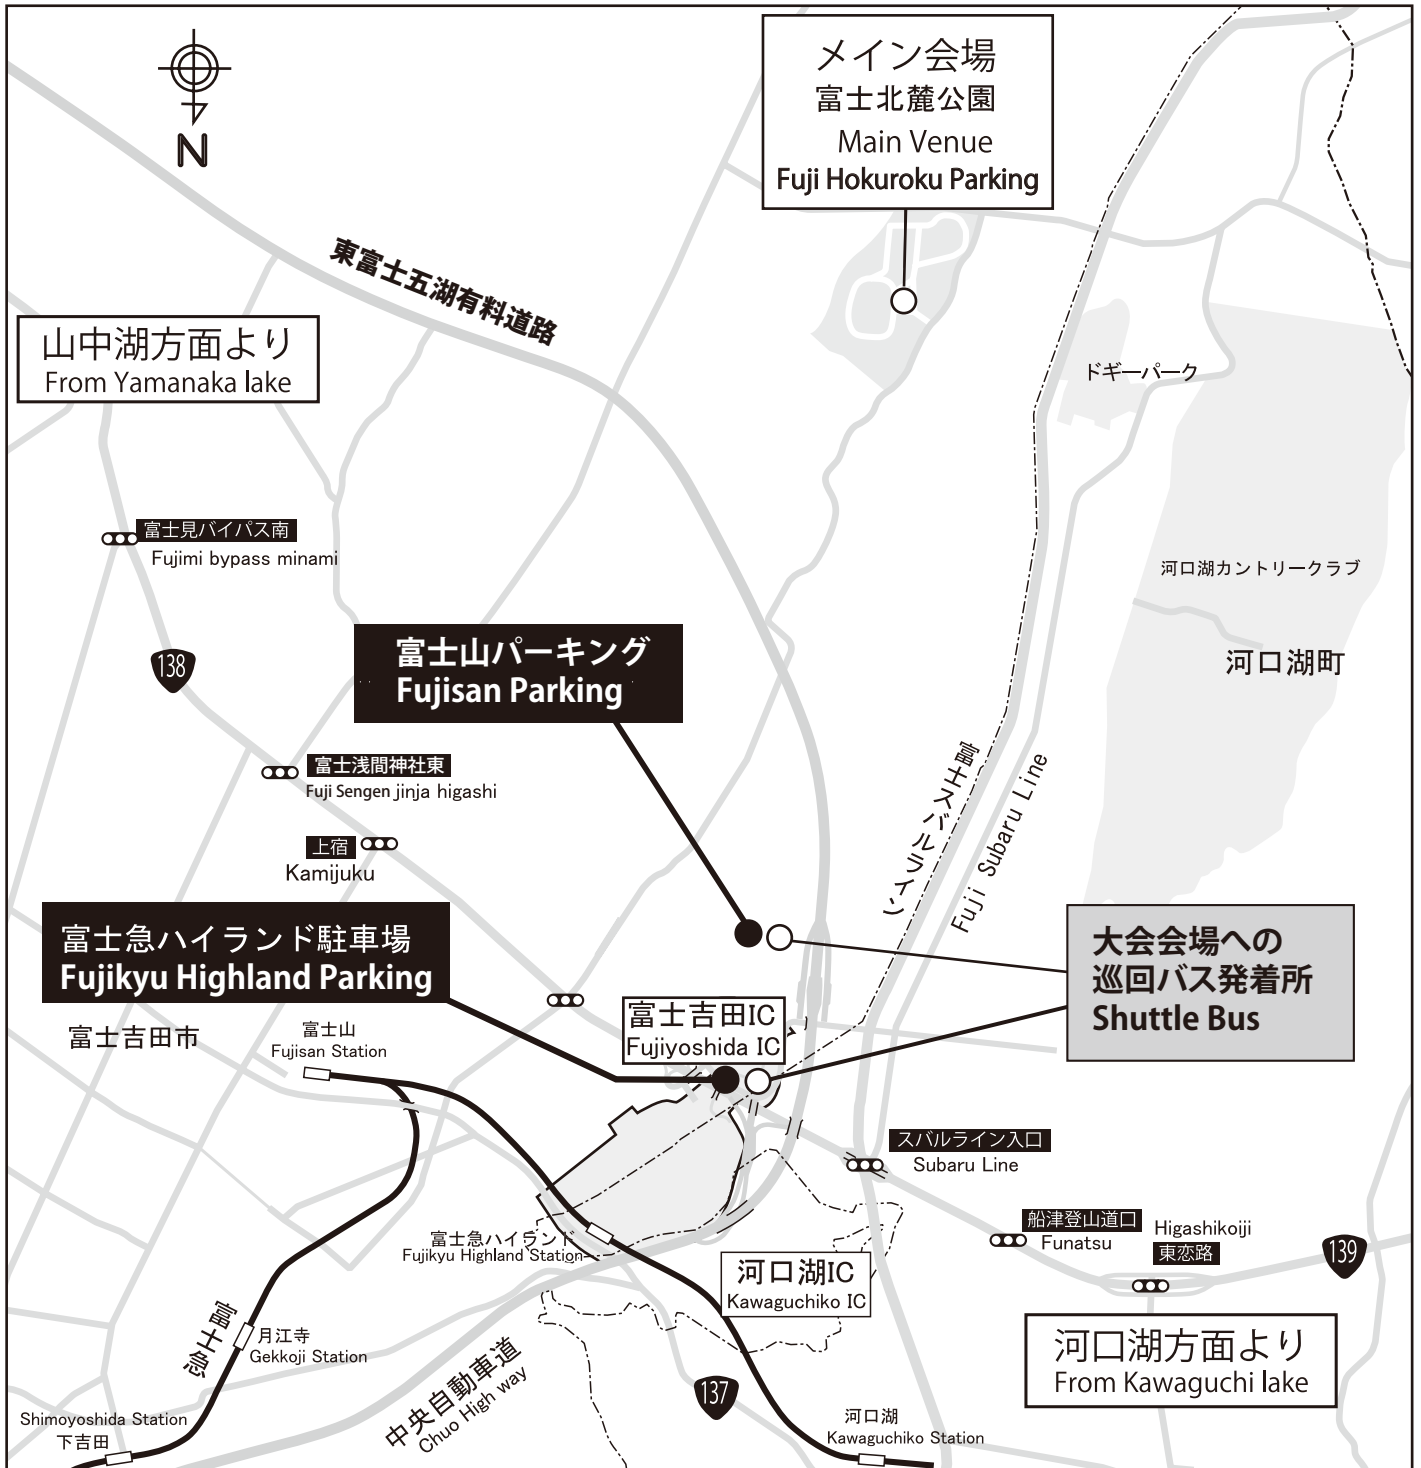 メイン会場
富士北麓公園
Main Venue
Fuji Hokuroku Parking
N
東富士五湖有料道路
山中湖方面より
From Yamanaka lake
ドギーパーク
富士見バイパス南
Fujimi bypass minami
河口湖カントリークラブ
河口湖町
138
富士山パーキング
Fujisan Parking
富士浅間神社東
Fuji Sengen jinja higashi
富士スバルライン
Fuji Subaru Line
上宿
Kamijuku
富士急ハイランド駐車場
Fujikyu Highland Parking
大会会場への
巡回バス発着所
Shuttle Bus
富士吉田市
富士山
Fujisan Station
富士吉田IC
Fujiyoshida IC
スバルライン入口
Subaru Line
船津登山道口
Funatsu
Higashikoiji
東恋路
139
富士急ハイランド
Fujikyu Highland Station
河口湖IC
Kawaguchiko IC
富士急
月江寺
Gekkoji Station
中央自動車道
Chuo High way
河口湖方面より
From Kawaguchi lake
137
Shimoyoshida Station
下吉田
河口湖
Kawaguchiko Station